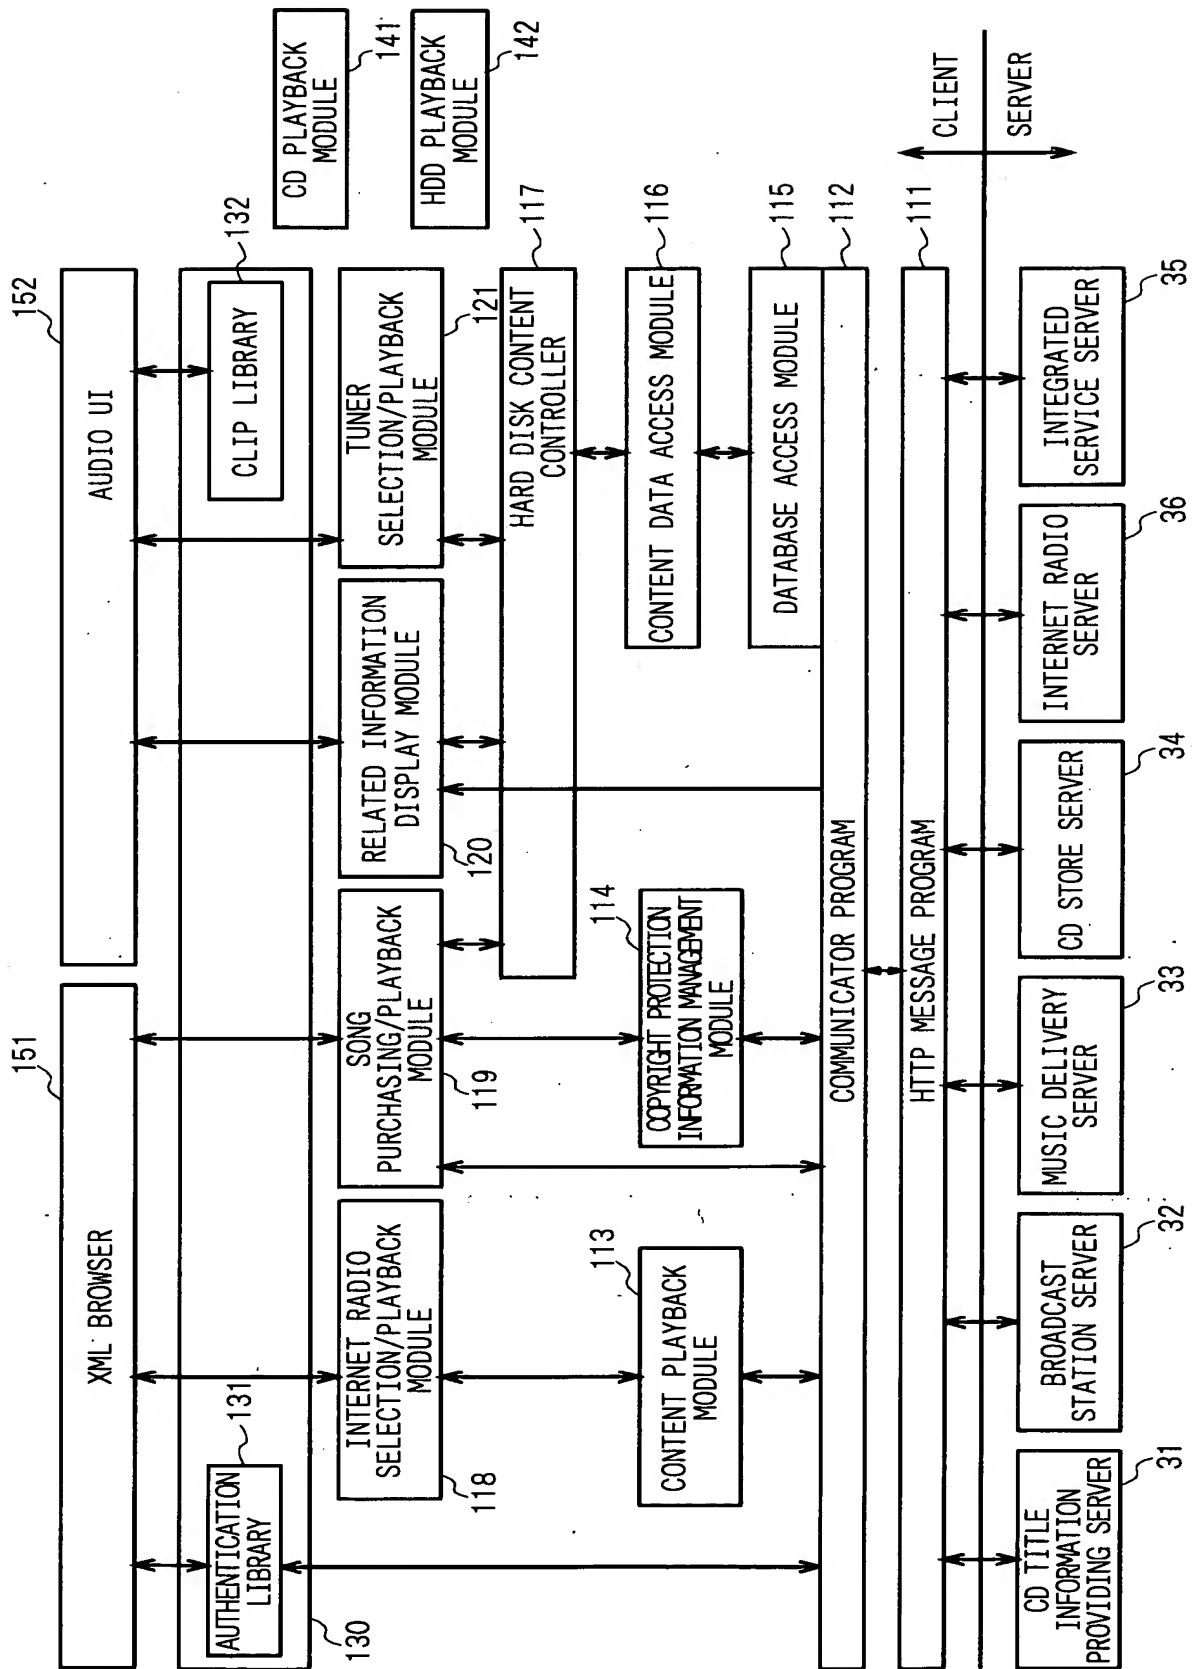 151
152
XML BROWSER
AUDIO UI
131
132
AUTHENTICATION
LIBRARY
CLIP LIBRARY
130
CD PLAYBACK
MODULE
141
HDD PLAYBACK
MODULE
142
INTERNET RADIO
SELECTION/PLAYBACK
MODULE
118
SONG
PURCHASING/PLAYBACK
MODULE
119
RELATED INFORMATION
DISPLAY MODULE
120
TUNER
SELECTION/PLAYBACK
MODULE
121
HARD DISK CONTENT
CONTROLLER
117
113
CONTENT PLAYBACK
MODULE
114
COPYRIGHT PROTECTION
INFORMATION MANAGEMENT
MODULE
CONTENT DATA ACCESS MODULE
116
DATABASE ACCESS MODULE
115
COMMUNICATOR PROGRAM
112
HTTP MESSAGE PROGRAM
111
CLIENT
SERVER
CD TITLE
INFORMATION
PROVIDING SERVER
31
BROADCAST
STATION SERVER
32
MUSIC DELIVERY
SERVER
33
CD STORE SERVER
34
INTERNET RADIO
SERVER
36
INTEGRATED
SERVICE SERVER
35